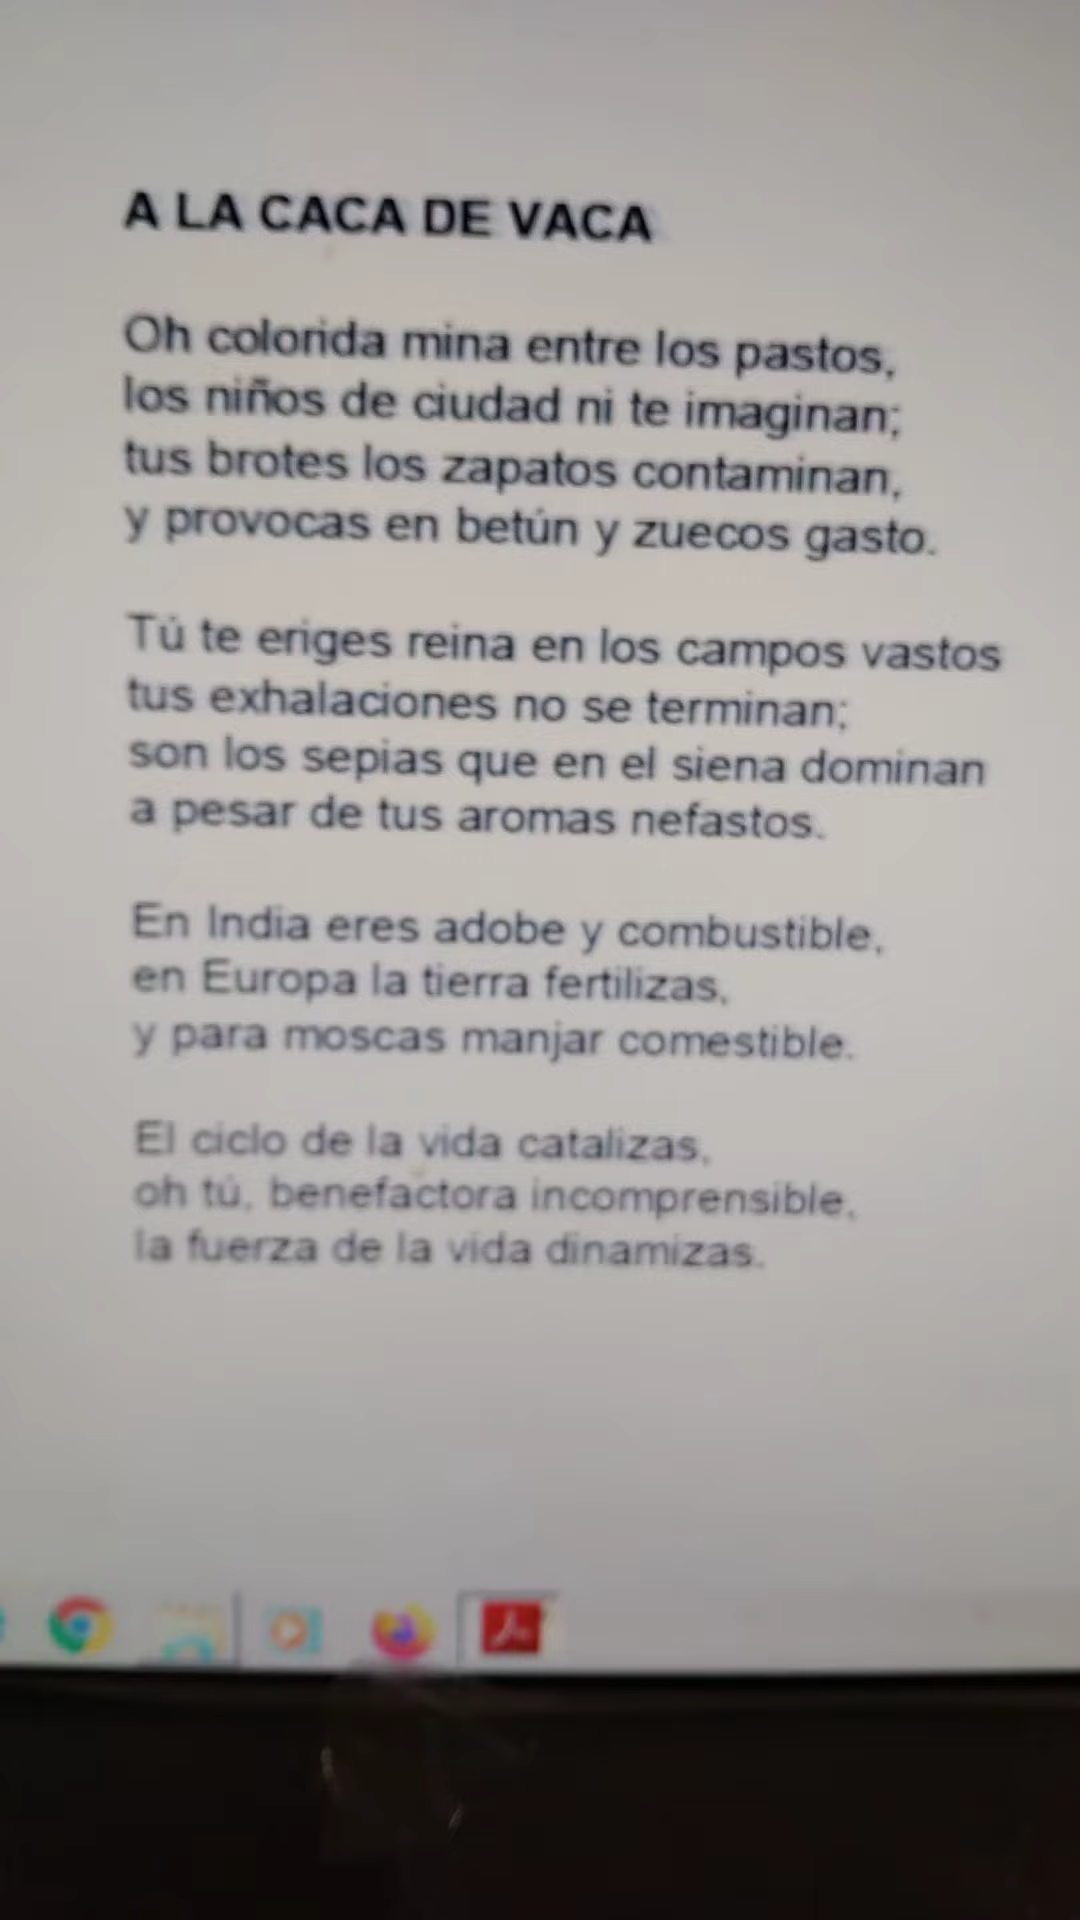 A LA CACA DE VACA
Oh colorida mina entre los pastos,
los niños de ciudad ni te imaginan;
tus brotes los zapatos contaminan,
y provocas en betún y zuecos gasto.
Tú te eriges reina en los campos vastos
tus exhalaciones no se terminan;
son los sepias que en el siena dominan
a pesar de tus aromas nefastos.
En India eres adobe y combustible,
en Europa la tierra fertilizas,
y para moscas manjar comestible.
El ciclo de la vida catalizas,
oh tú, benefactora incomprensible,
la fuerza de la vida dinamizas.